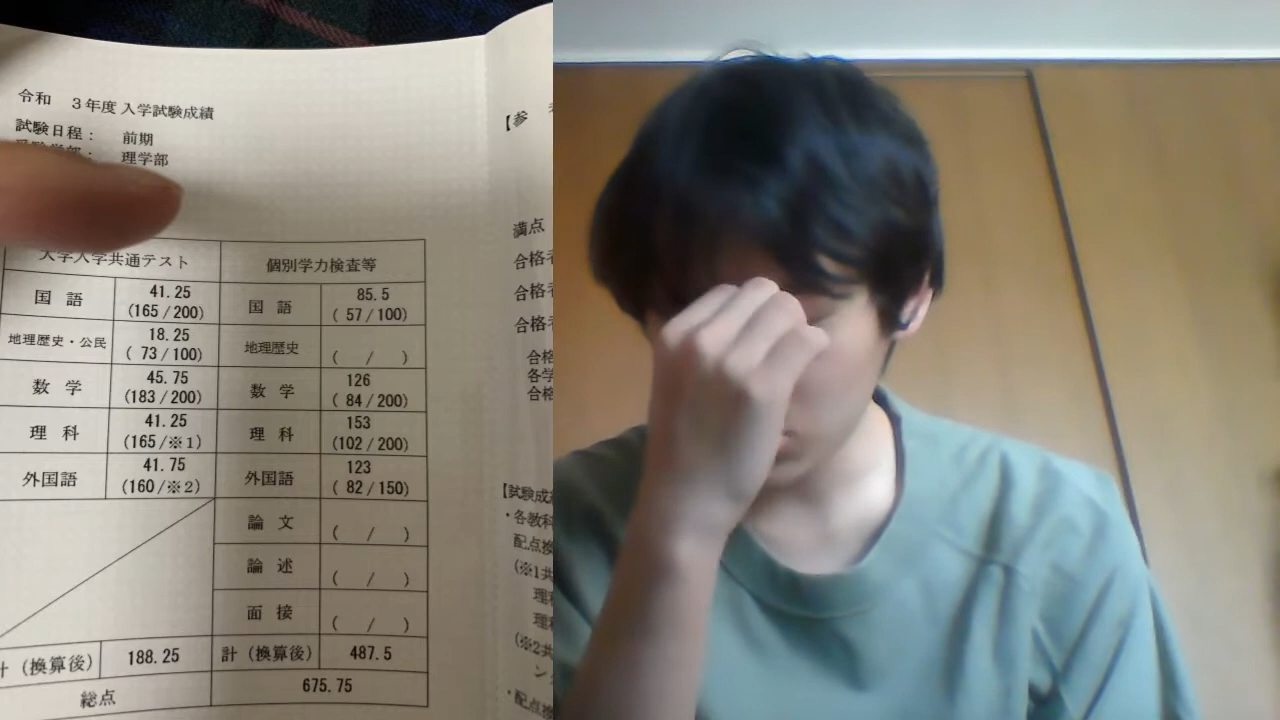 令和 3年度 入学試験成績
試験日程： 前期
理学部
大学入学共通テスト 個別学力検査等
国語 41.25 (165/200) 国語 85.5 ( 57/100)
地理歴史・公民 18.25 ( 73/100) 地理歴史 ( / )
数学 45.75 (183/200) 数学 126 ( 84/200)
理科 41.25 (165/※1) 理科 153 (102/200)
外国語 41.75 (160/※2) 外国語 123 ( 82/150)
論文 ( / )
論述 ( / )
面接 ( / )
計（換算後） 188.25 計（換算後） 487.5
総点 675.75
【参
満点
合格
合格
合格
合格
各学
合格
【試験成
・各教科
配点換
(※1共
理
理
(※2共
ン
・配点換